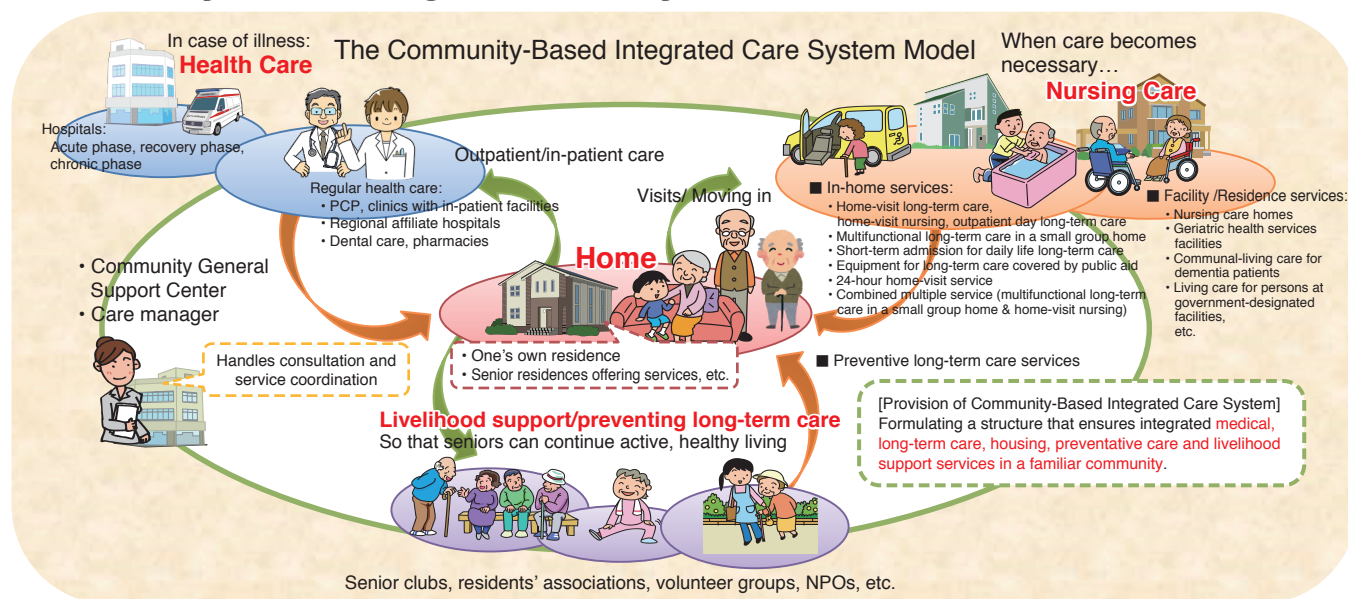 The Community-Based Integrated Care System Model
In case of illness:
Health Care
Hospitals:
Acute phase, recovery phase,
chronic phase
Regular health care:
• PCP, clinics with in-patient facilities
• Regional affiliate hospitals
• Dental care, pharmacies
Outpatient/in-patient care
Visits/ Moving in
When care becomes
necessary…
Nursing Care
■ In-home services:
• Home-visit long-term care,
home-visit nursing, outpatient day long-term care
• Multifunctional long-term care in a small group home
• Short-term admission for daily life long-term care
• Equipment for long-term care covered by public aid
• 24-hour home-visit service
• Combined multiple service (multifunctional long-term
care in a small group home & home-visit nursing)
■ Facility /Residence services:
• Nursing care homes
• Geriatric health services
facilities
• Communal-living care for
dementia patients
• Living care for persons at
government-designated
facilities,
etc.
■ Preventive long-term care services
Home
• One's own residence
• Senior residences offering services, etc.
• Community General
Support Center
• Care manager
Handles consultation and
service coordination
Livelihood support/preventing long-term care
So that seniors can continue active, healthy living
Senior clubs, residents' associations, volunteer groups, NPOs, etc.
[Provision of Community-Based Integrated Care System]
Formulating a structure that ensures integrated medical,
long-term care, housing, preventative care and livelihood
support services in a familiar community.